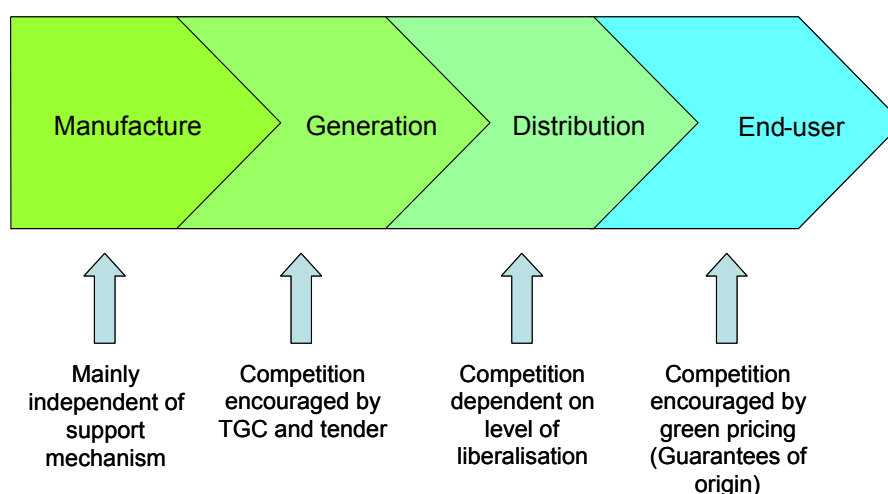 Manufacture
Generation
Distribution
End-user
Mainly
independent of
support
mechanism
Competition
encouraged by
TGC and tender
Competition
dependent on
level of
liberalisation
Competition
encouraged by
green pricing
(Guarantees of
origin)